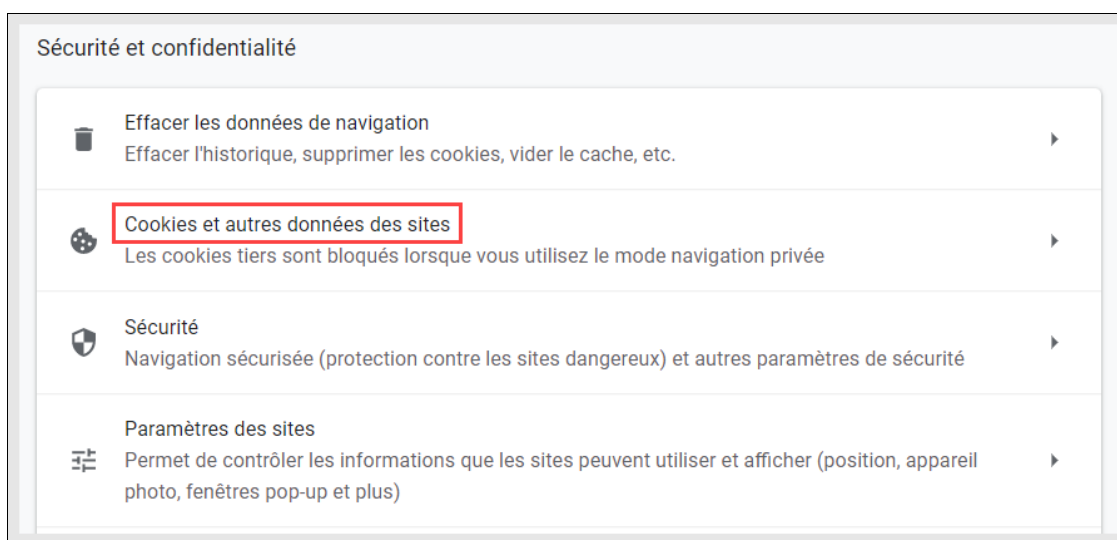 Sécurité et confidentialité
Effacer les données de navigation
Effacer l'historique, supprimer les cookies, vider le cache, etc.
Cookies et autres données des sites
Les cookies tiers sont bloqués lorsque vous utilisez le mode navigation privée
Sécurité
Navigation sécurisée (protection contre les sites dangereux) et autres paramètres de sécurité
Paramètres des sites
Permet de contrôler les informations que les sites peuvent utiliser et afficher (position, appareil
photo, fenêtres pop-up et plus)